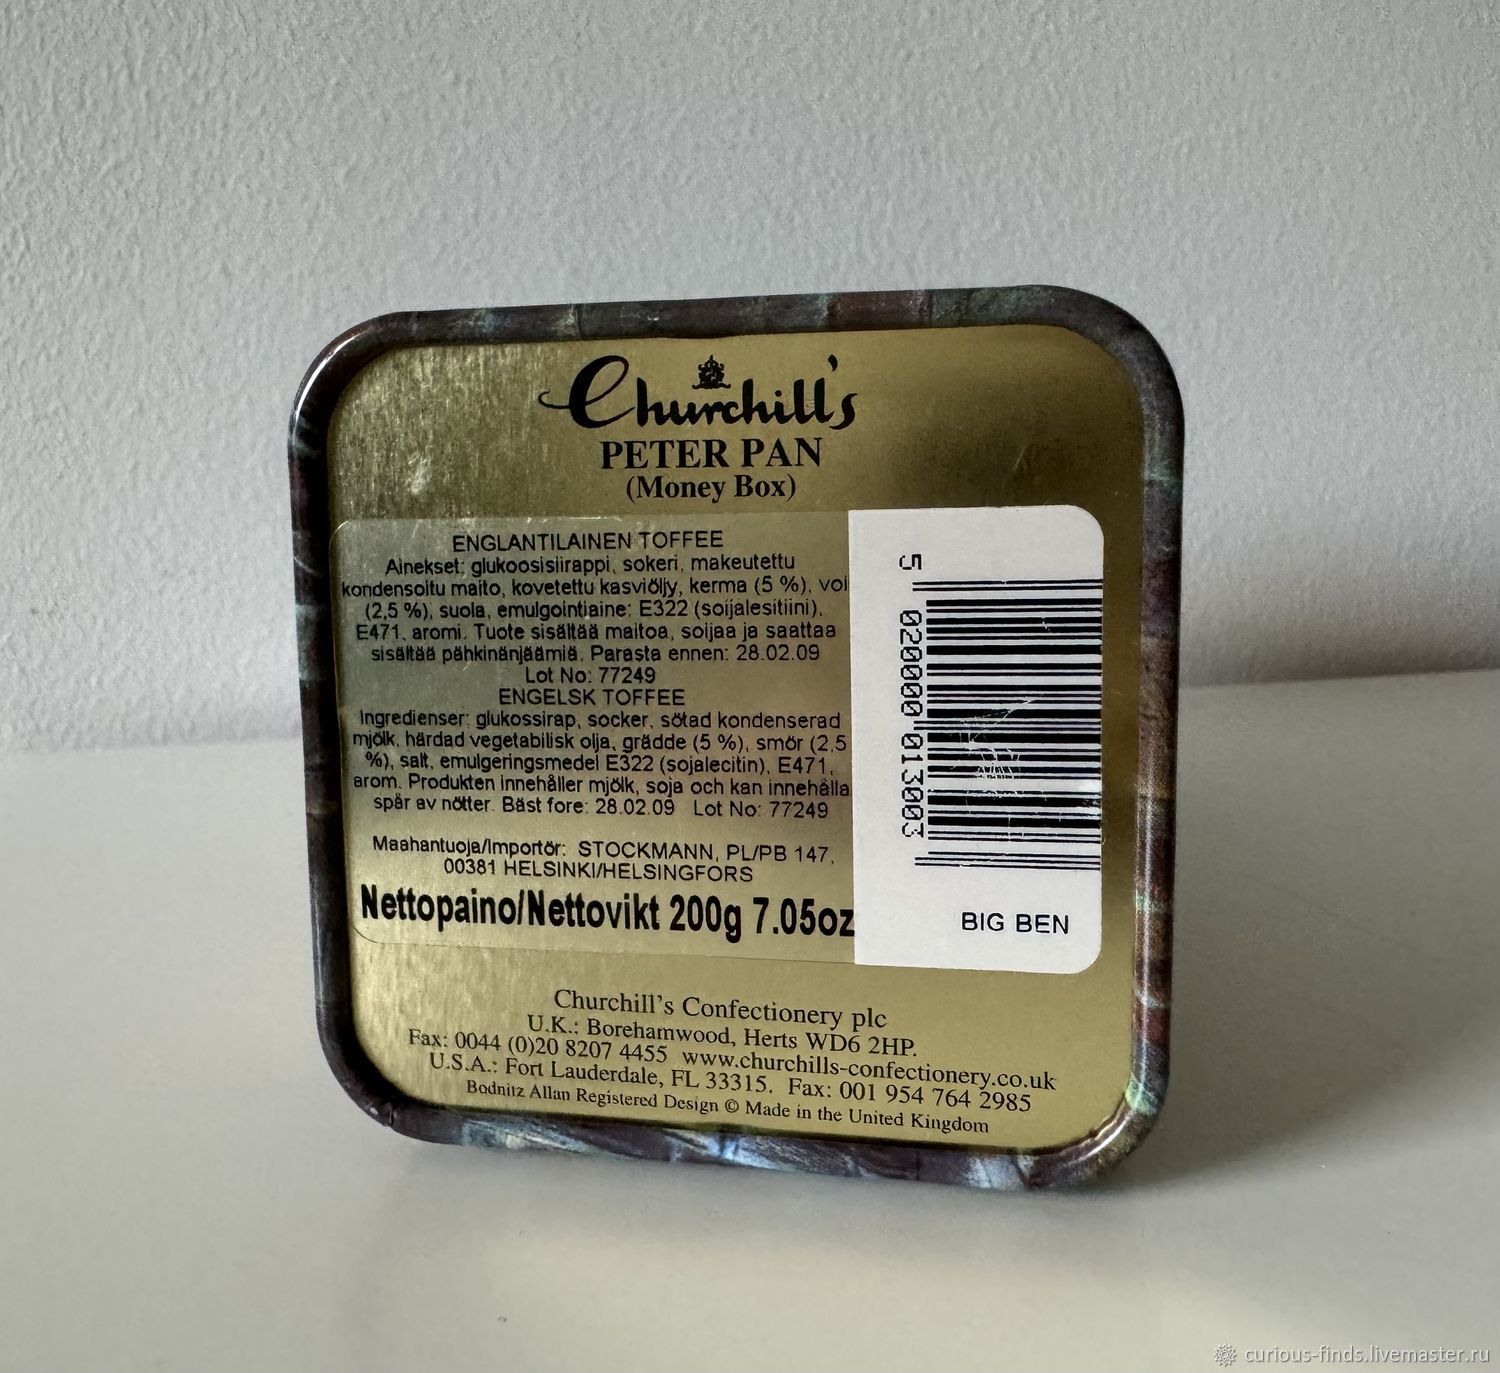 Churchill's
PETER PAN
(Money Box)
ENGLANTILAINEN TOFFEE
Ainekset: glukoosisiirappi, sokeri, makeutettu
kondensoitu maito, kovetettu kasviöljy, kerma (5 %), voi
(2,5 %), suola, emulgointiaine: E322 (soijalesitiini),
E471, aromi. Tuote sisältää maitoa, soijaa ja saattaa
sisältää pähkinänjäämiä. Parasta ennen: 28.02.09
Lot No: 77249
ENGELSK TOFFEE
Ingredienser: glukossirap, socker, sötad kondenserad
mjölk, härdad vegetabilisk olja, grädde (5 %), smör (2,5
%), salt, emulgeringsmedel E322 (sojalecitin), E471,
arom. Produkten innehåller mjölk, soja och kan innehålla
spår av nötter. Bäst fore: 28.02.09 Lot No: 77249
Maahantuoja/Importör: STOCKMANN, PL/PB 147,
00381 HELSINKI/HELSINGFORS
Nettopaino/Nettovikt 200g 7.05oz
5 020000 013003
BIG BEN
Churchill's Confectionery plc
U.K.: Borehamwood, Herts WD6 2HP.
Fax: 0044 (0)20 8207 4455 www.churchills-confectionery.co.uk
U.S.A.: Fort Lauderdale, FL 33315. Fax: 001 954 764 2985
Bodnitz Allan Registered Design © Made in the United Kingdom
curious-finds.livemaster.ru